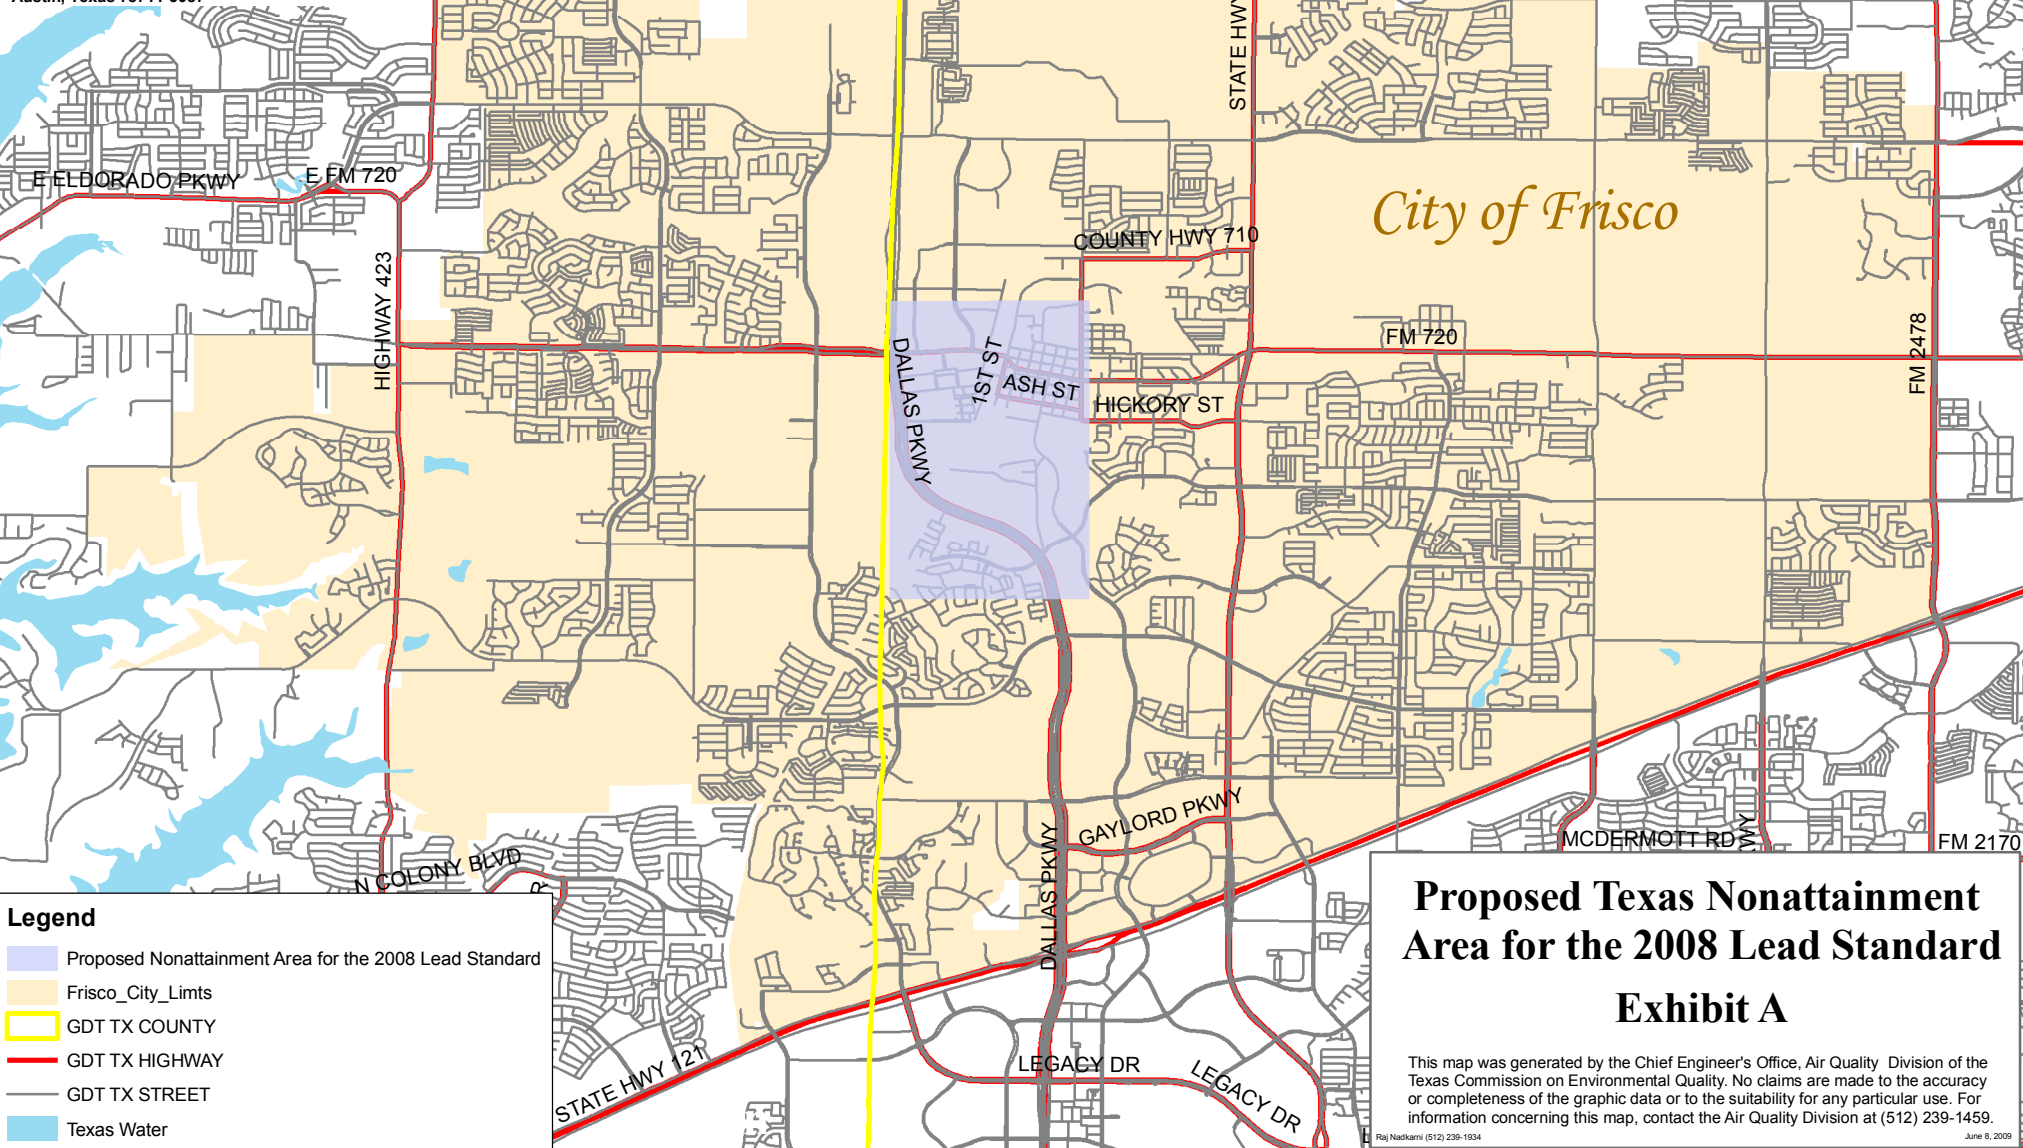 STATE HWY
E ELDORADO PKWY
E FM 720
City of Frisco
COUNTY HWY 710
HIGHWAY 423
FM 720
FM 2478
DALLAS PKWY
1ST ST
ASH ST
HICKORY ST
GAYLORD PKWY
DALLAS PKWY
MCDERMOTT RD
WY
FM 2170
N COLONY BLVD
R
STATE HWY 121
LEGACY DR
LEGACY DR
Legend
Proposed Nonattainment Area for the 2008 Lead Standard
Frisco_City_Limts
GDT TX COUNTY
GDT TX HIGHWAY
GDT TX STREET
Texas Water
Proposed Texas Nonattainment
Area for the 2008 Lead Standard
Exhibit A
This map was generated by the Chief Engineer's Office, Air Quality Division of the
Texas Commission on Environmental Quality. No claims are made to the accuracy
or completeness of the graphic data or to the suitability for any particular use. For
information concerning this map, contact the Air Quality Division at (512) 239-1459.
Raj Nadkarni (512) 239-1934
June 8, 2009